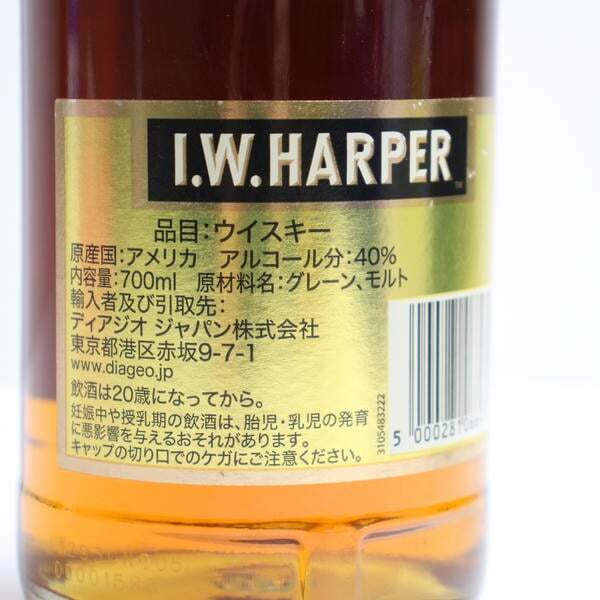 I.W.HARPER
TM
品目:ウイスキー
原産国:アメリカ アルコール分:40%
内容量:700ml 原材料名:グレーン、モルト
輸入者及び引取先:
ディアジオ ジャパン株式会社
東京都港区赤坂9-7-1
www.diageo.jp
飲酒は20歳になってから。
妊娠中や授乳期の飲酒は、胎児・乳児の発育
に悪影響を与えるおそれがあります。
キャップの切り口でのケガにご注意ください。
3105483222
5 000281